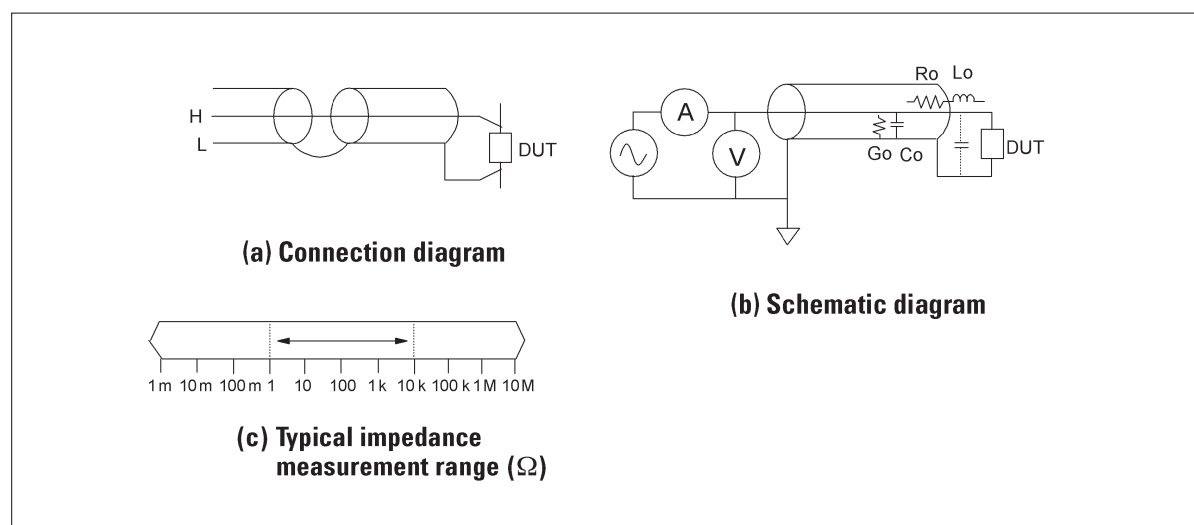 H
L
DUT
(a) Connection diagram
A
V
Ro Lo
Go Co
DUT
(b) Schematic diagram
1 m 10 m 100 m 1 10 100 1 k 10 k 100 k 1 M 10 M
(c) Typical impedance
measurement range (Ω)